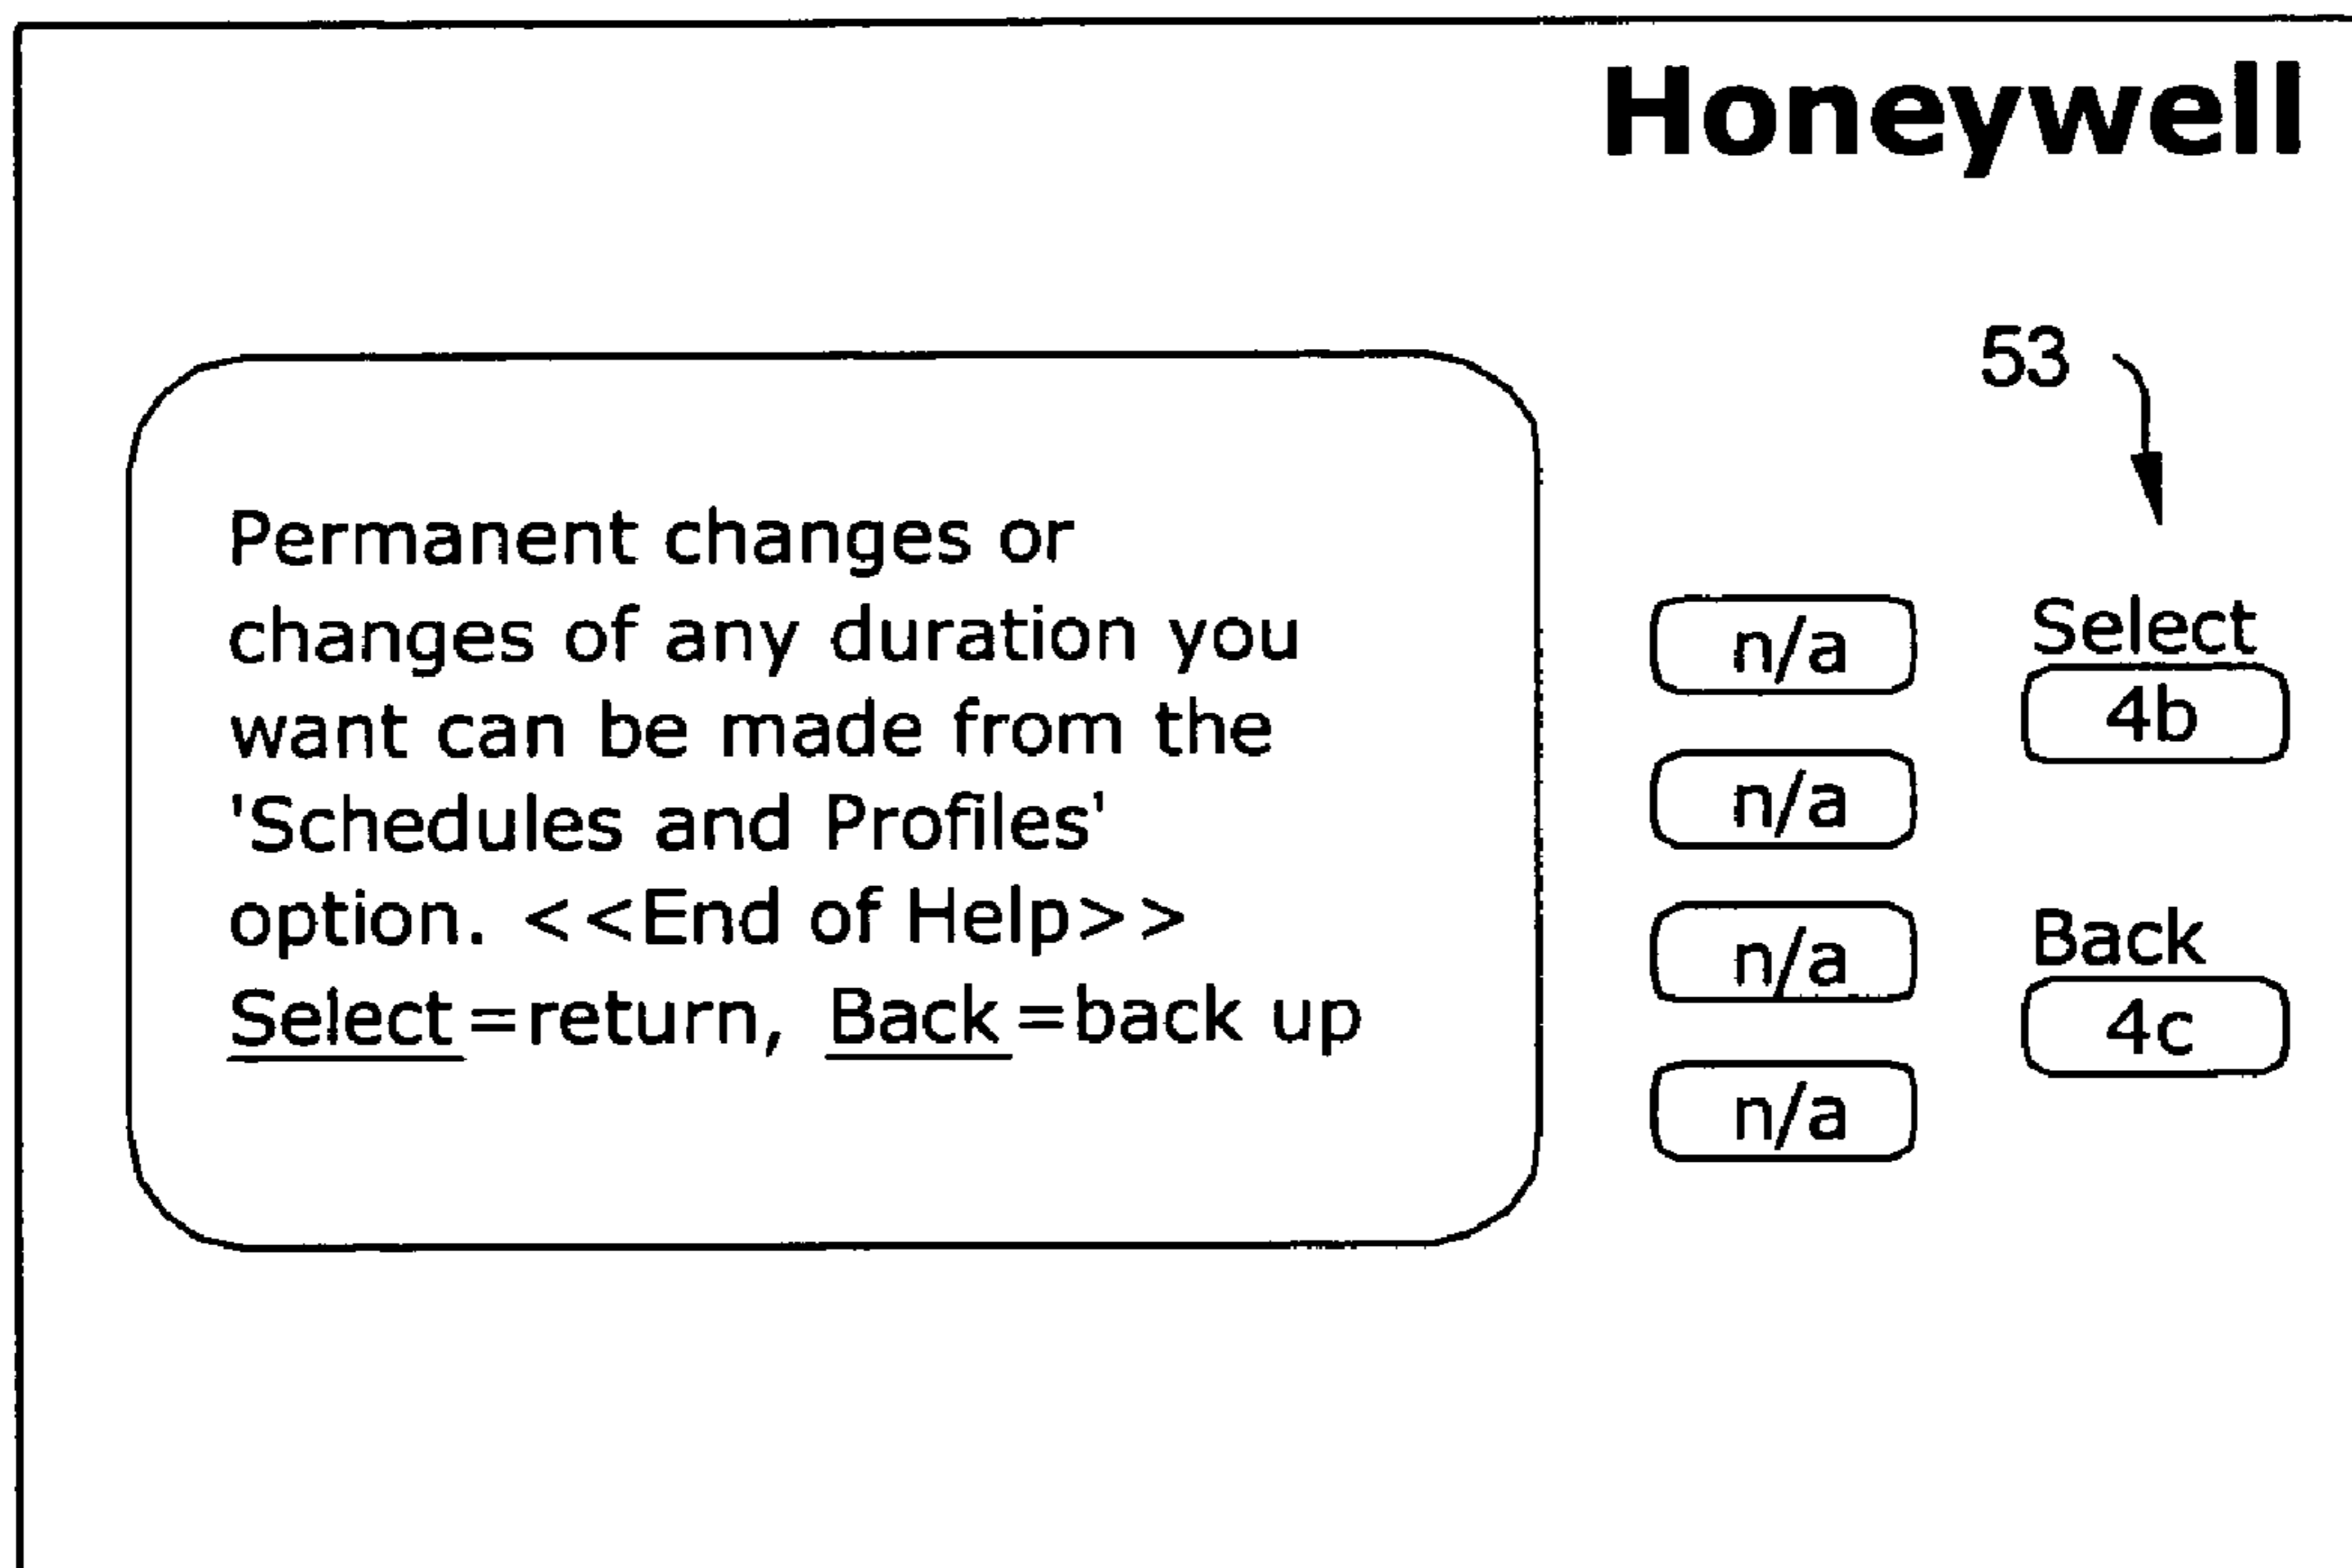 Honeywell
53
Permanent changes or
changes of any duration you
want can be made from the
'Schedules and Profiles'
option. <<End of Help>>
Select=return, Back=back up
n/a
n/a
n/a
n/a
Select
4b
Back
4c